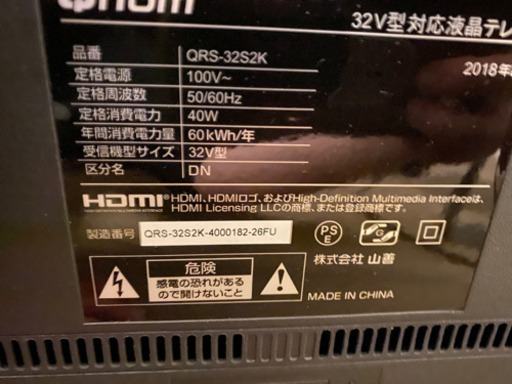 32V型対応液晶テレ
品番 QRS-32S2K
2018年
定格電源 100V~
定格周波数 50/60Hz
定格消費電力 40W
年間消費電力量 60kWh/年
受信機型サイズ 32V型
区分名 DN
HDMI HDMI、HDMIロゴ、およびHigh-Definition Multimedia Interfaceは、
HDMI Licensing LLCの商標、または登録商標です。
製造番号 QRS-32S2K-4000182-26FU
PSE
株式会社 山善
危険
感電の恐れがある
ので開けないこと
MADE IN CHINA